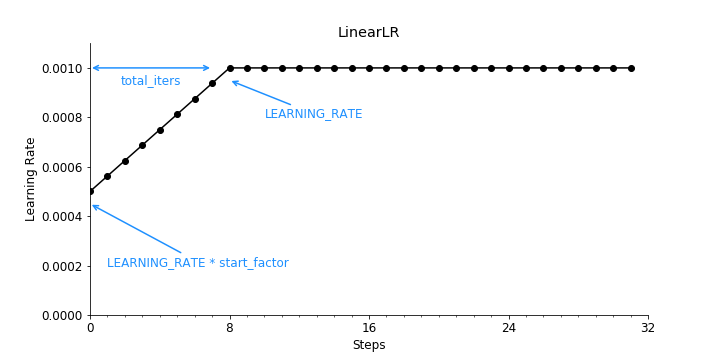 LinearLR
0.0010
total_iters
0.0008
LEARNING_RATE
0.0006
Learning Rate
0.0004
LEARNING_RATE * start_factor
0.0002
0.0000
0 8 16 24 32
Steps